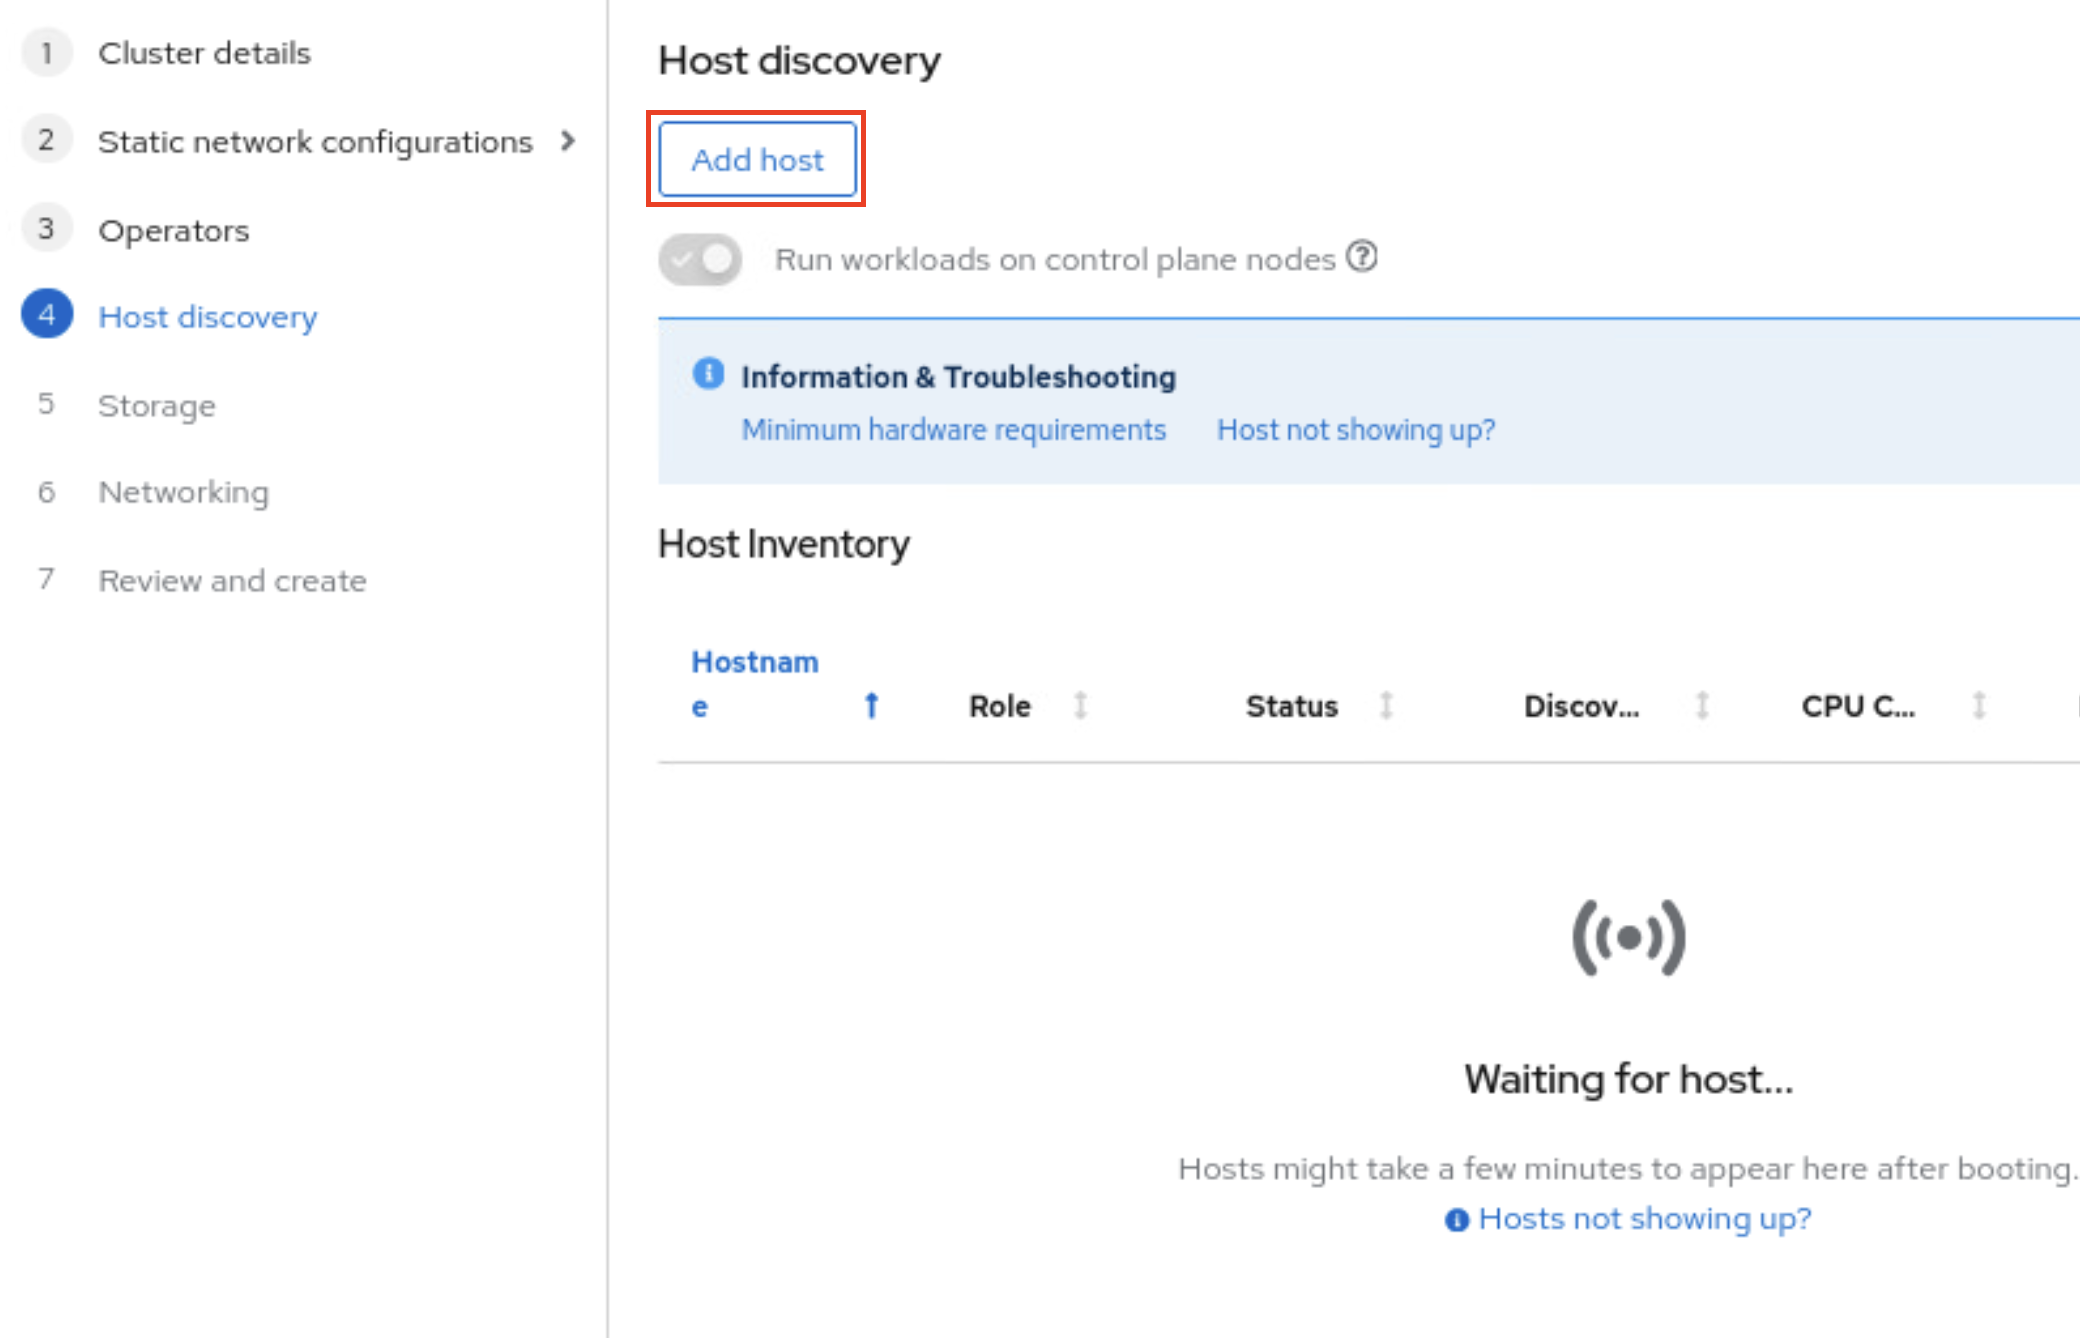 1 Cluster details
2 Static network configurations
3 Operators
4 Host discovery
5 Storage
6 Networking
7 Review and create
Host discovery
Add host
Run workloads on control plane nodes
Information & Troubleshooting
Minimum hardware requirements Host not showing up?
Host Inventory
Hostnam
e Role Status Discov... CPU C...
Waiting for host...
Hosts might take a few minutes to appear here after booting.
Hosts not showing up?